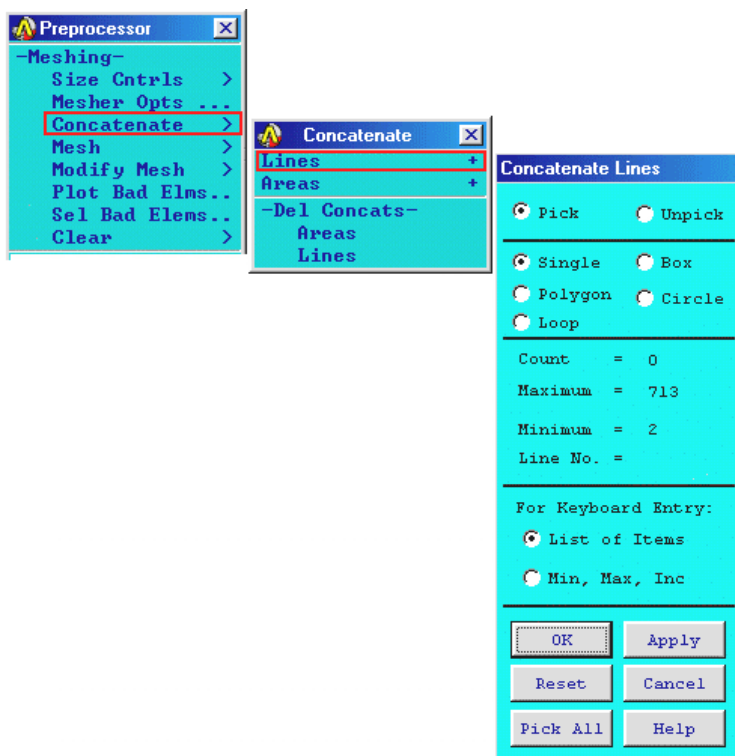 Preprocessor
-Meshing-
Size Cntrls >
Mesher Opts ...
Concatenate >
Mesh >
Modify Mesh >
Plot Bad Elms..
Sel Bad Elems..
Clear >
Concatenate
Lines +
Areas +
-Del Concats-
Areas
Lines
Concatenate Lines
Pick Unpick
Single Box
Polygon Circle
Loop
Count = 0
Maximum = 713
Minimum = 2
Line No. =
For Keyboard Entry:
List of Items
Min, Max, Inc
OK Apply
Reset Cancel
Pick All Help